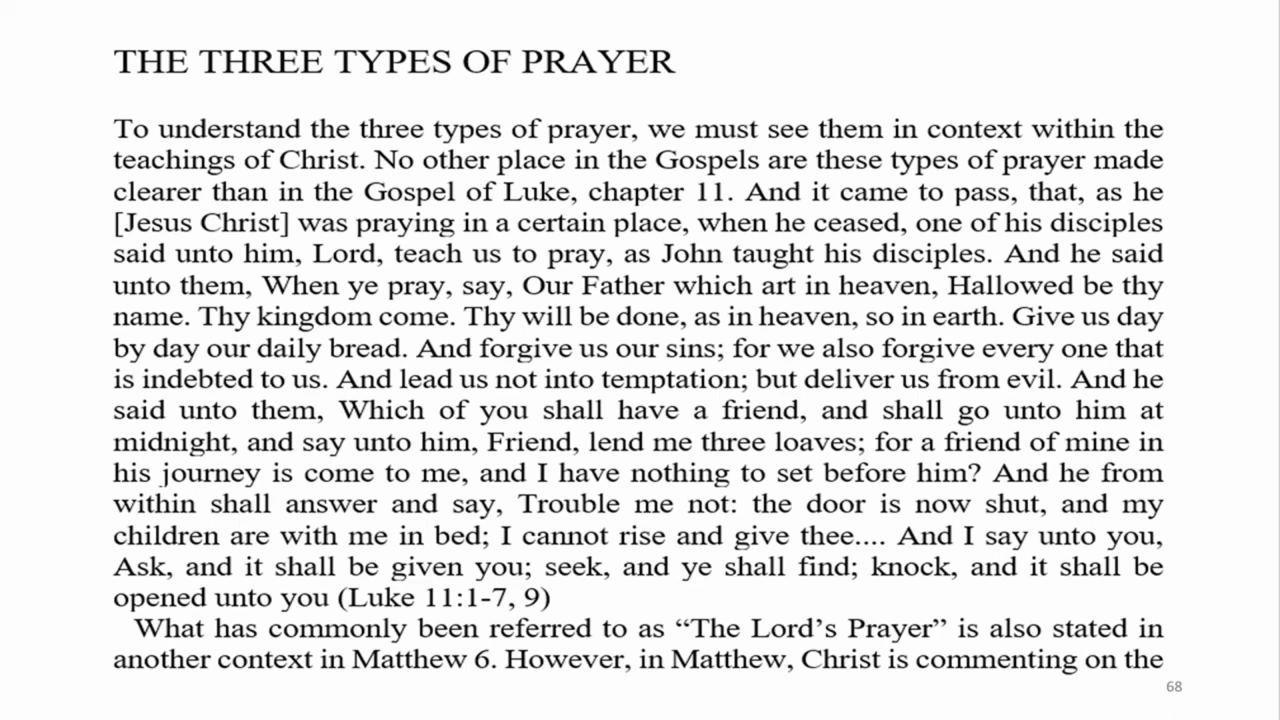 THE THREE TYPES OF PRAYER
To understand the three types of prayer, we must see them in context within the
teachings of Christ. No other place in the Gospels are these types of prayer made
clearer than in the Gospel of Luke, chapter 11. And it came to pass, that, as he
[Jesus Christ] was praying in a certain place, when he ceased, one of his disciples
said unto him, Lord, teach us to pray, as John taught his disciples. And he said
unto them, When ye pray, say, Our Father which art in heaven, Hallowed be thy
name. Thy kingdom come. Thy will be done, as in heaven, so in earth. Give us day
by day our daily bread. And forgive us our sins; for we also forgive every one that
is indebted to us. And lead us not into temptation; but deliver us from evil. And he
said unto them, Which of you shall have a friend, and shall go unto him at
midnight, and say unto him, Friend, lend me three loaves; for a friend of mine in
his journey is come to me, and I have nothing to set before him? And he from
within shall answer and say, Trouble me not: the door is now shut, and my
children are with me in bed; I cannot rise and give thee.... And I say unto you,
Ask, and it shall be given you; seek, and ye shall find; knock, and it shall be
opened unto you (Luke 11:1-7, 9)
What has commonly been referred to as “The Lord’s Prayer” is also stated in
another context in Matthew 6. However, in Matthew, Christ is commenting on the
68